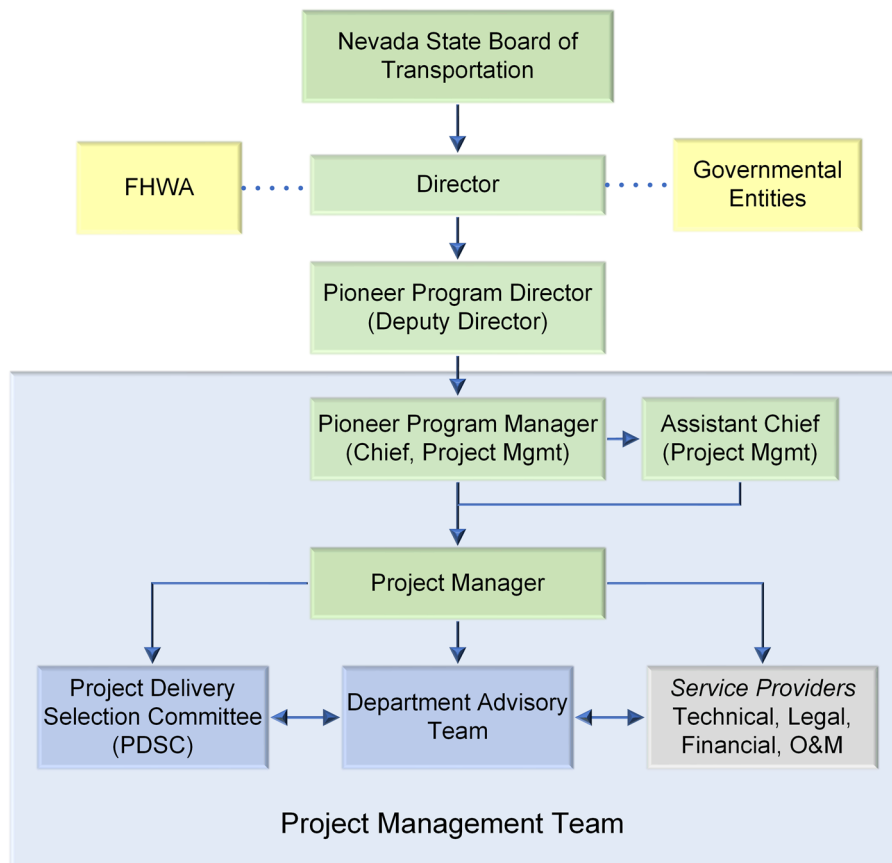 Nevada State Board of
Transportation
FHWA
Director
Governmental
Entities
Pioneer Program Director
(Deputy Director)
Pioneer Program Manager
(Chief, Project Mgmt)
Assistant Chief
(Project Mgmt)
Project Manager
Project Delivery
Selection Committee
(PDSC)
Department Advisory
Team
Service Providers
Technical, Legal,
Financial, O&M
Project Management Team